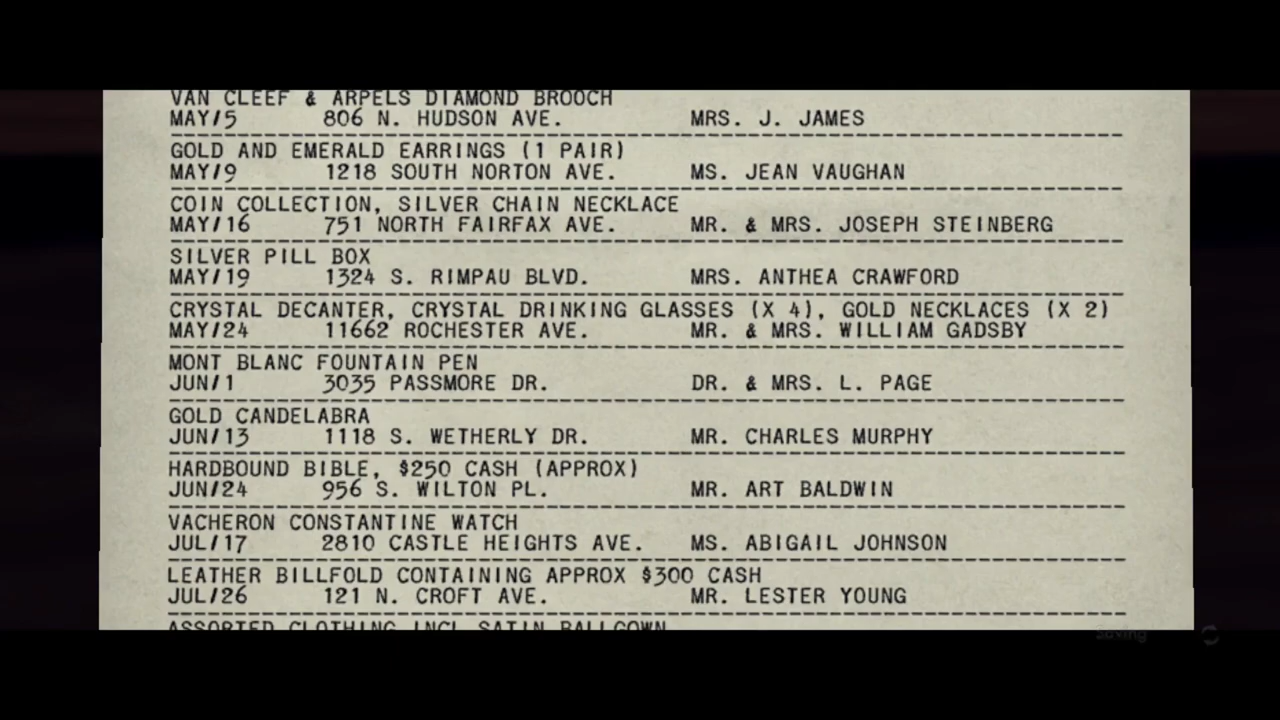 VAN CLEEF & ARPELS DIAMOND BROOCH
MAY/5 806 N. HUDSON AVE. MRS. J. JAMES
GOLD AND EMERALD EARRINGS (1 PAIR)
MAY/9 1218 SOUTH NORTON AVE. MS. JEAN VAUGHAN
COIN COLLECTION, SILVER CHAIN NECKLACE
MAY/16 751 NORTH FAIRFAX AVE. MR. & MRS. JOSEPH STEINBERG
SILVER PILL BOX
MAY/19 1324 S. RIMPAU BLVD. MRS. ANTHEA CRAWFORD
CRYSTAL DECANTER, CRYSTAL DRINKING GLASSES (X 4), GOLD NECKLACES (X 2)
MAY/24 11662 ROCHESTER AVE. MR. & MRS. WILLIAM GADSBY
MONT BLANC FOUNTAIN PEN
JUN/1 3035 PASSMORE DR. DR. & MRS. L. PAGE
GOLD CANDELABRA
JUN/13 1118 S. WETHERLY DR. MR. CHARLES MURPHY
HARDBOUND BIBLE, $250 CASH (APPROX)
JUN/24 956 S. WILTON PL. MR. ART BALDWIN
VACHERON CONSTANTINE WATCH
JUL/17 2810 CASTLE HEIGHTS AVE. MS. ABIGAIL JOHNSON
LEATHER BILLFOLD CONTAINING APPROX $300 CASH
JUL/26 121 N. CROFT AVE. MR. LESTER YOUNG
ASSORTED CLOTHING INCL SATIN BALLGOWN
Saving